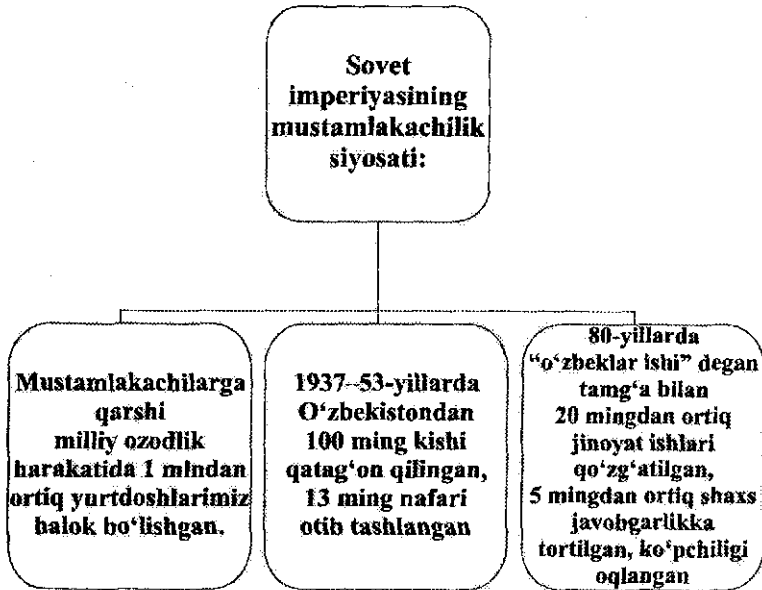 Sovet
imperiyasining
mustamlakachilik
siyosati:
Mustamlakachilarga
qarshi
milliy ozodlik
harakatida 1 mindan
ortiq yurtdoshlarimiz
halok bo‘lishgan.
1937–53-yillarda
O‘zbekistondan
100 ming kishi
qatag‘on qilingan,
13 ming nafari
otib tashlangan
80-yillarda
“o‘zbeklar ishi” degan
tamg‘a bilan
20 mingdan ortiq
jinoyat ishlari
qo‘zg‘atilgan,
5 mingdan ortiq shaxs
javobgarlikka
tortilgan, ko‘pchiligi
oqlangan